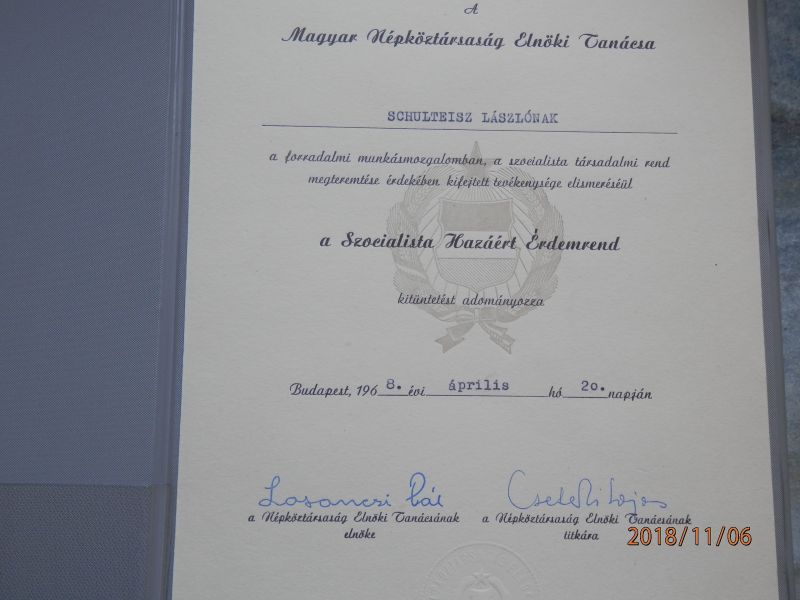 A
Magyar Népköztársaság Elnöki Tanácsa
SCHULTEISZ LÁSZLÓNAK
a forradalmi munkásmozgalomban, a szocialista társadalmi rend
megteremtése érdekében kifejtett tevékenysége elismeréséül
a Szocialista Hazáért Érdemrend
kitüntetést adományozza
Budapest, 1968. évi április hó 20. napján
Losonczi Pál Cseterki Lajos
a Népköztársaság Elnöki Tanácsának a Népköztársaság Elnöki Tanácsának
elnöke titkára
2018/11/06